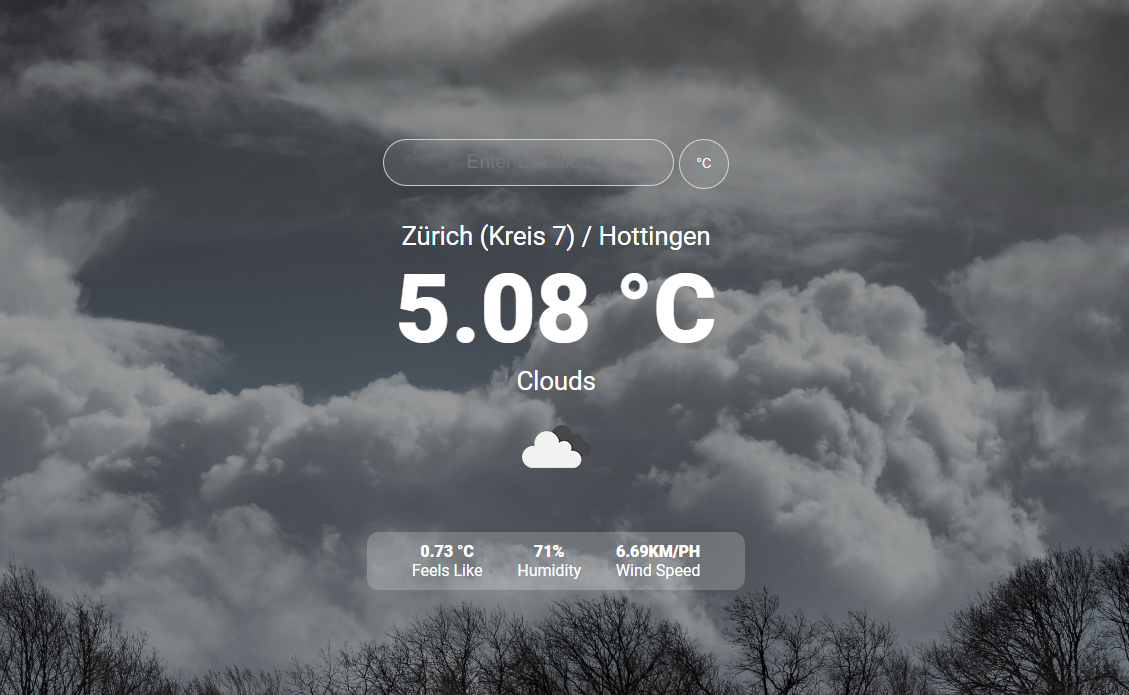 Enter Location
°C
Zürich (Kreis 7) / Hottingen
5.08 °C
Clouds
0.73 °C 71% 6.69KM/PH
Feels Like Humidity Wind Speed